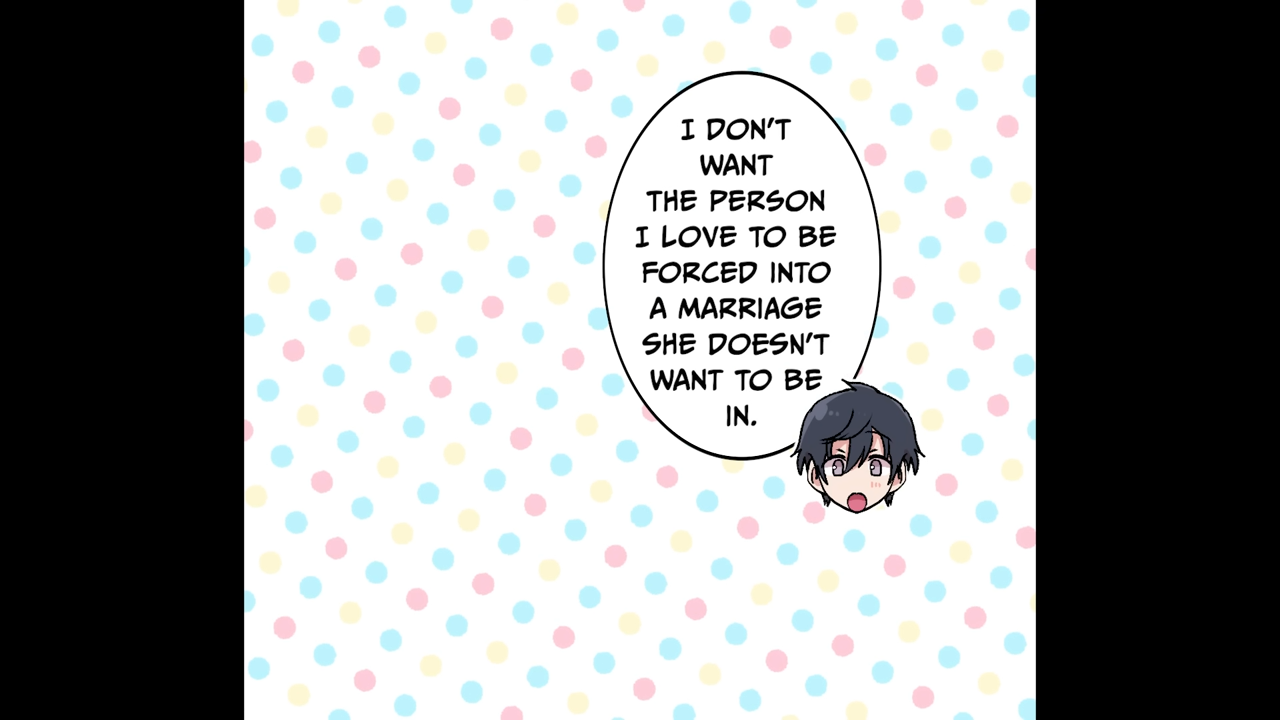 I DON'T
WANT
THE PERSON
I LOVE TO BE
FORCED INTO
A MARRIAGE
SHE DOESN'T
WANT TO BE
IN.